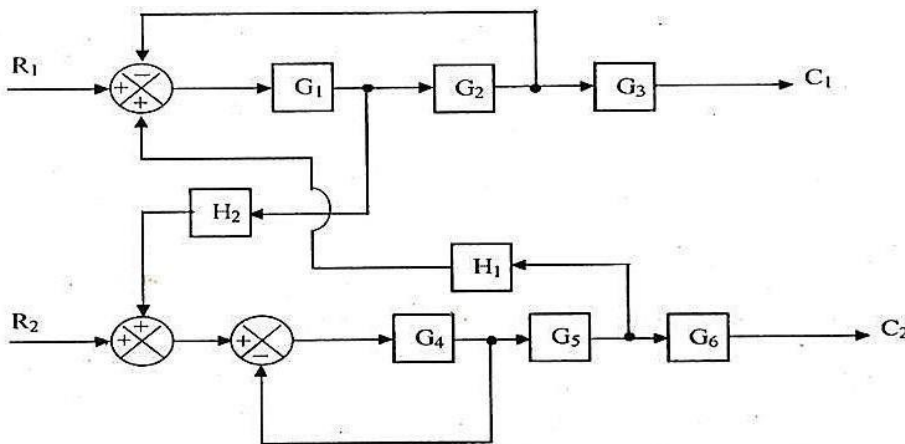 R₁ + − + G₁ G₂ G₃ C₁
H₂
H₁
R₂ + + + − G₄ G₅ G₆ C₂